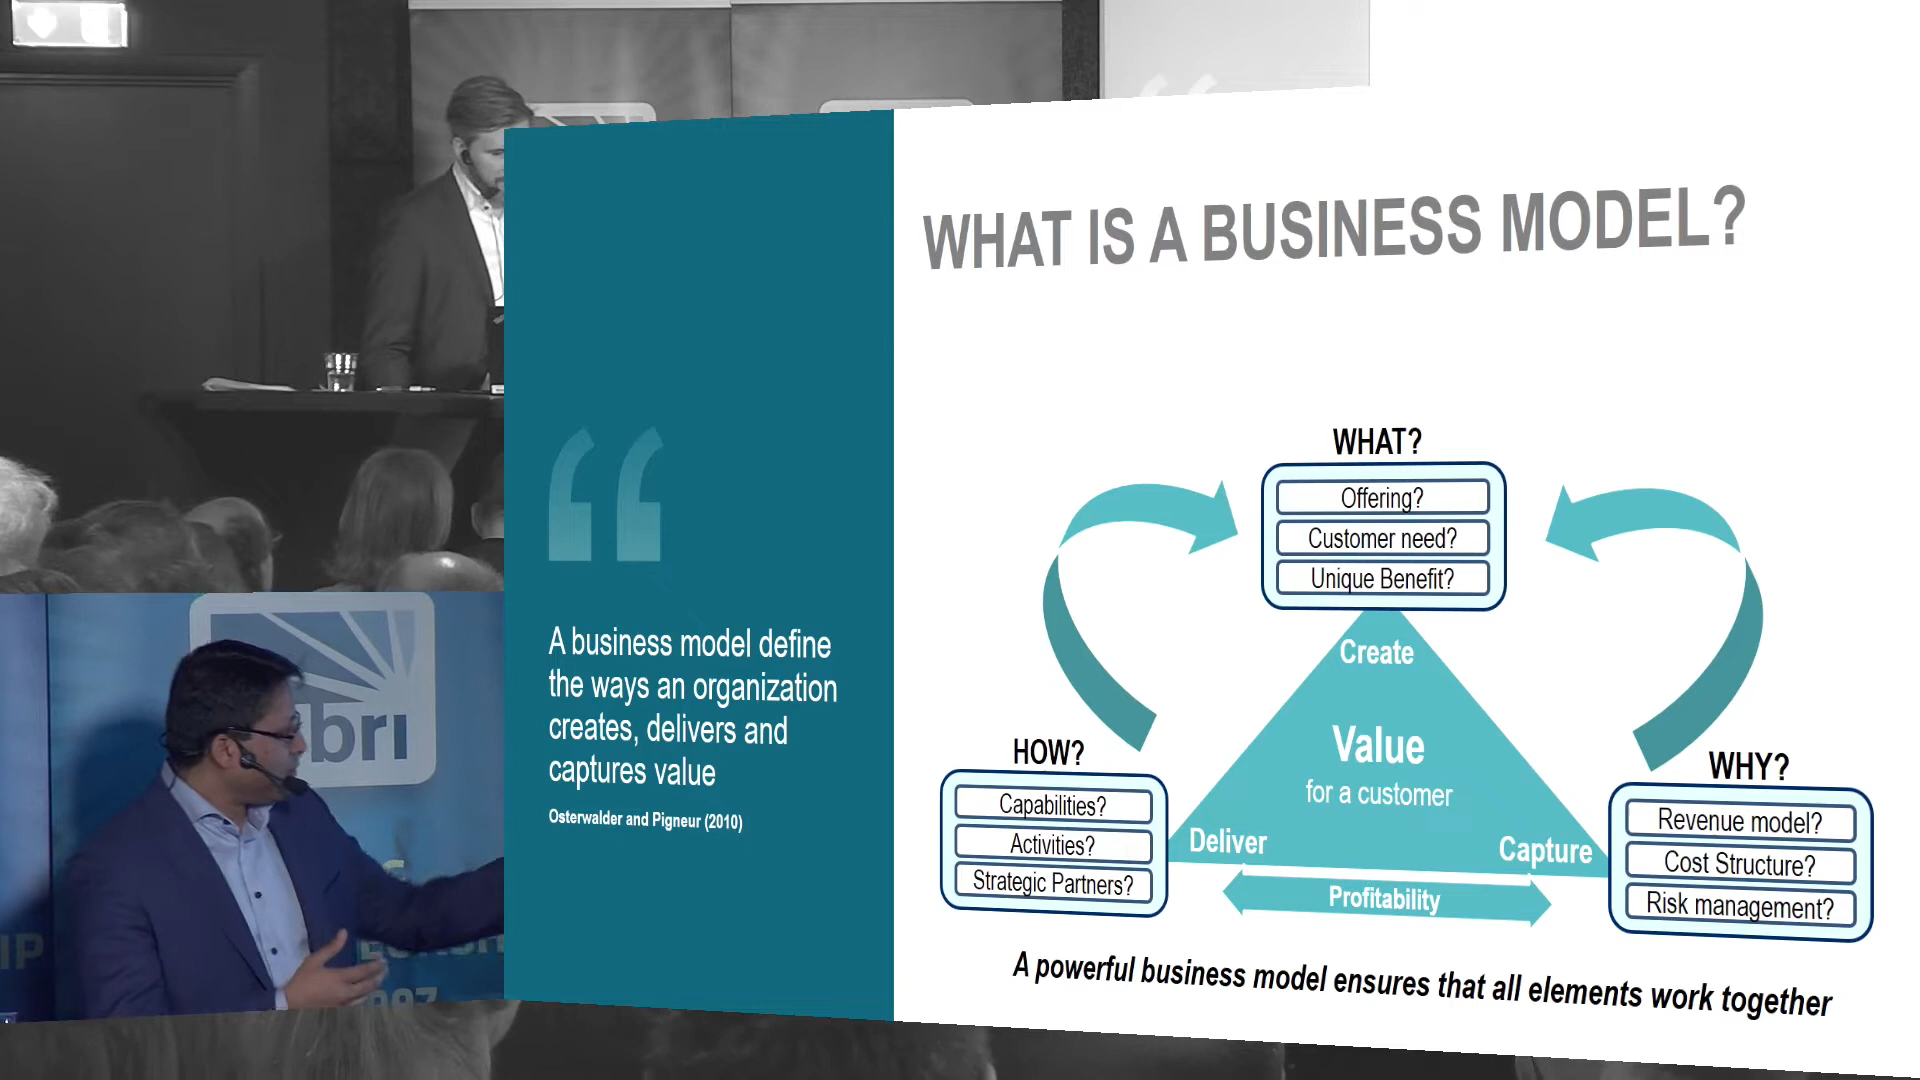 WHAT IS A BUSINESS MODEL?
A business model define
the ways an organization
creates, delivers and
captures value
Osterwalder and Pigneur (2010)
WHAT?
Offering?
Customer need?
Unique Benefit?
Create
Value
for a customer
Deliver
Capture
Profitability
HOW?
Capabilities?
Activities?
Strategic Partners?
WHY?
Revenue model?
Cost Structure?
Risk management?
A powerful business model ensures that all elements work together
bri
IP